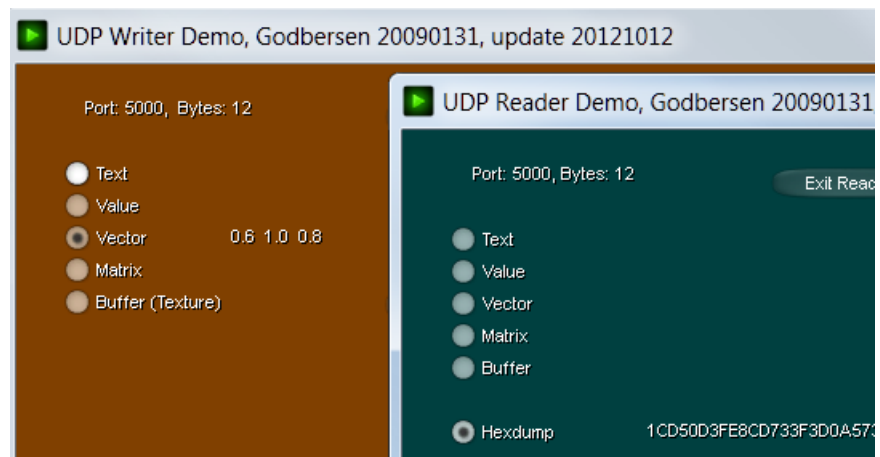 UDP Writer Demo, Godbersen 20090131, update 20121012
Port: 5000, Bytes: 12
Text
Value
Vector 0.6 1.0 0.8
Matrix
Buffer (Texture)
UDP Reader Demo, Godbersen 20090131,
Port: 5000, Bytes: 12
Exit Reac
Text
Value
Vector
Matrix
Buffer
Hexdump 1CD50D3FE8CD733F3D0A573